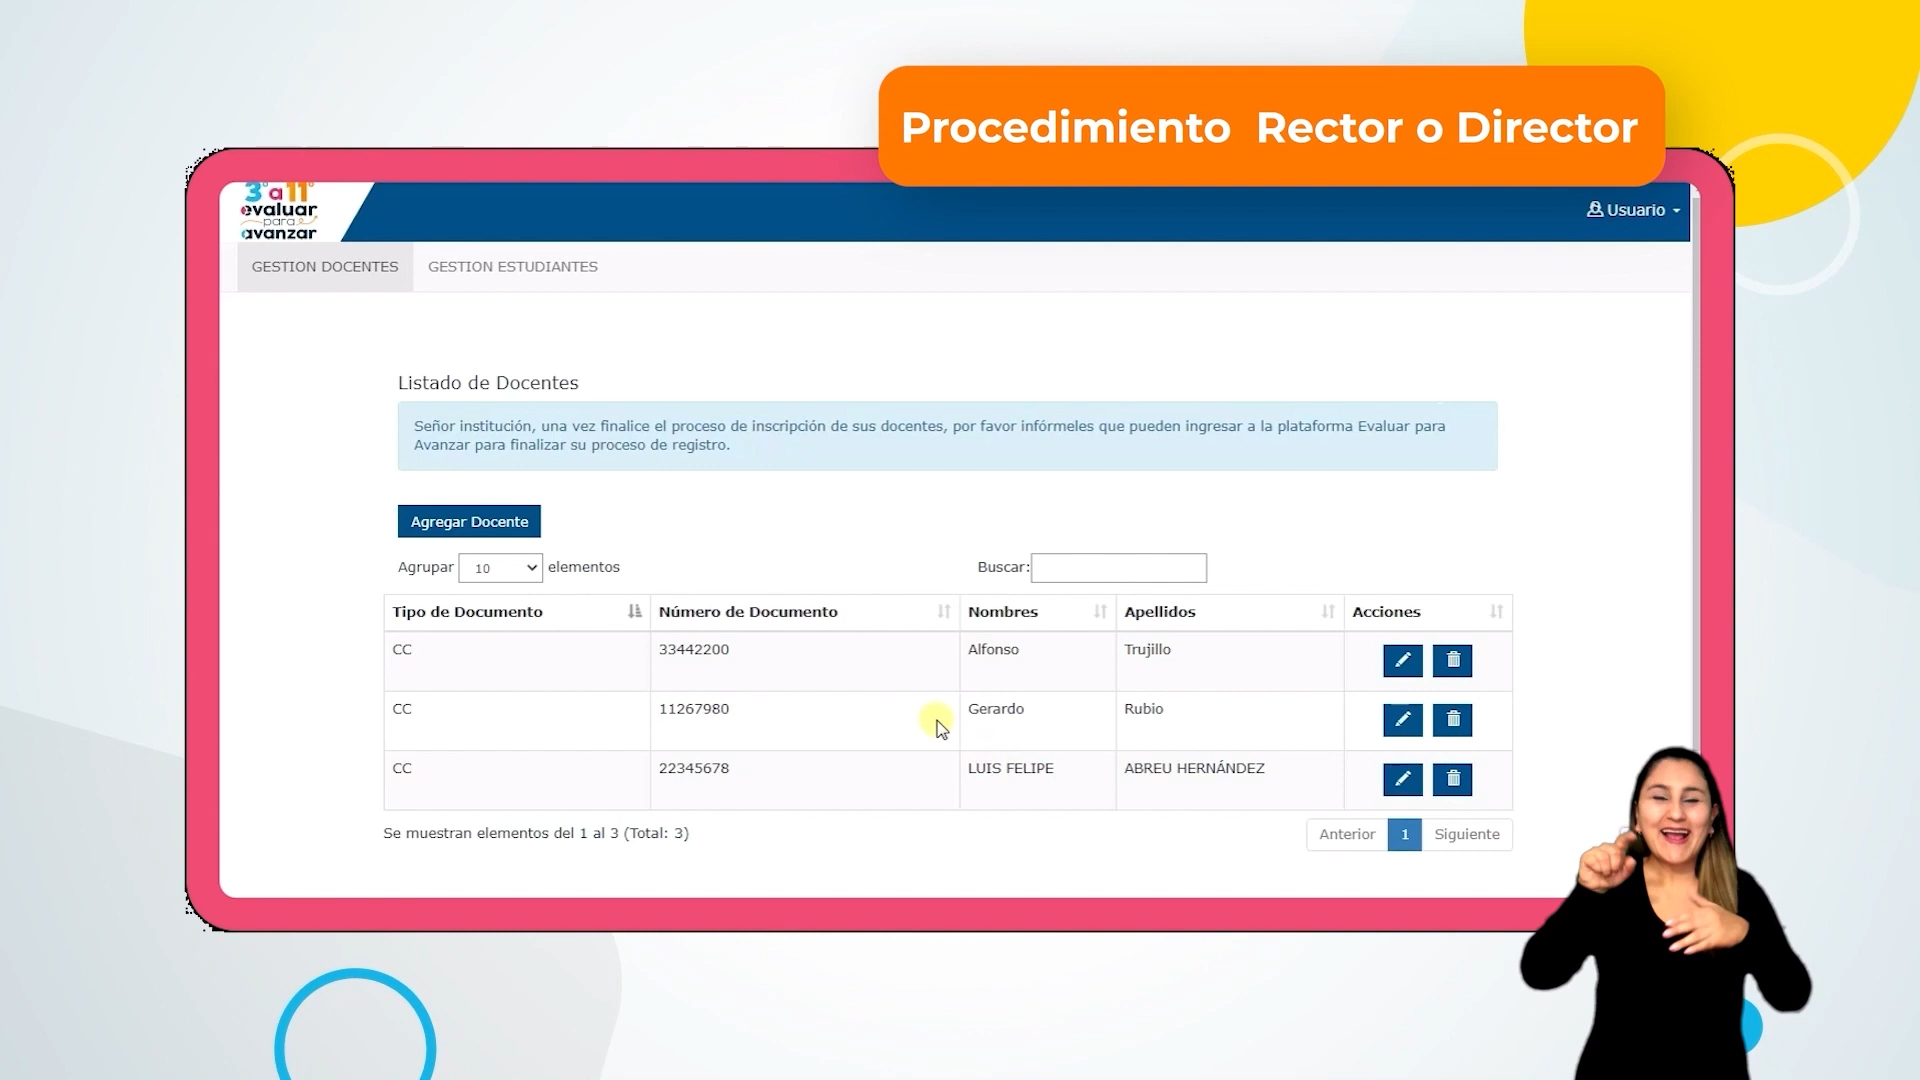 Procedimiento Rector o Director
3° a 11°
evaluar
para
avanzar
Usuario
GESTION DOCENTES GESTION ESTUDIANTES
Listado de Docentes
Señor institución, una vez finalice el proceso de inscripción de sus docentes, por favor infórmeles que pueden ingresar a la plataforma Evaluar para
Avanzar para finalizar su proceso de registro.
Agregar Docente
Agrupar 10 elementos Buscar:
Tipo de Documento Número de Documento Nombres Apellidos Acciones
CC 33442200 Alfonso Trujillo
CC 11267980 Gerardo Rubio
CC 22345678 LUIS FELIPE ABREU HERNÁNDEZ
Se muestran elementos del 1 al 3 (Total: 3) Anterior 1 Siguiente